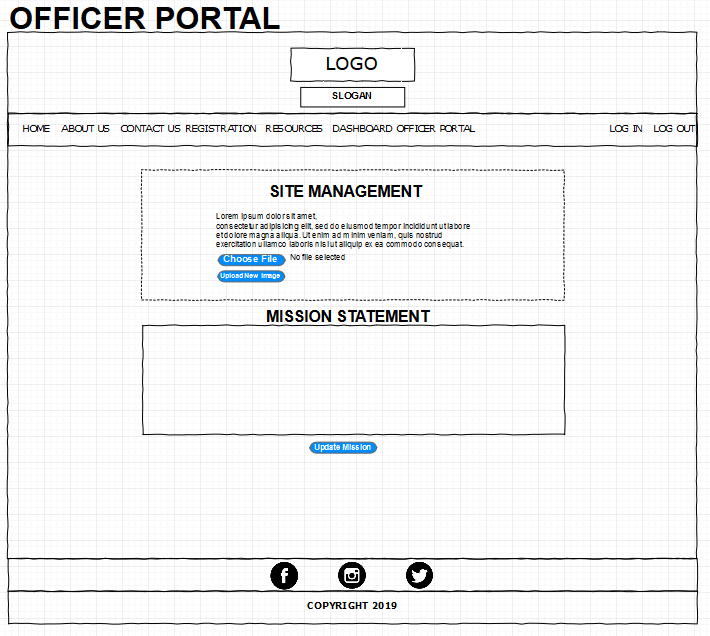 OFFICER PORTAL
LOGO
SLOGAN
HOME ABOUT US CONTACT US REGISTRATION RESOURCES DASHBOARD OFFICER PORTAL LOG IN LOG OUT
SITE MANAGEMENT
Lorem ipsum dolor sit amet,
consectetur adipisicing elit, sed do eiusmod tempor incididunt ut labore
et dolore magna aliqua. Ut enim ad minim veniam, quis nostrud
exercitation ullamco laboris nisi ut aliquip ex ea commodo consequat.
Choose File No file selected
Upload New Image
MISSION STATEMENT
Update Mission
COPYRIGHT 2019